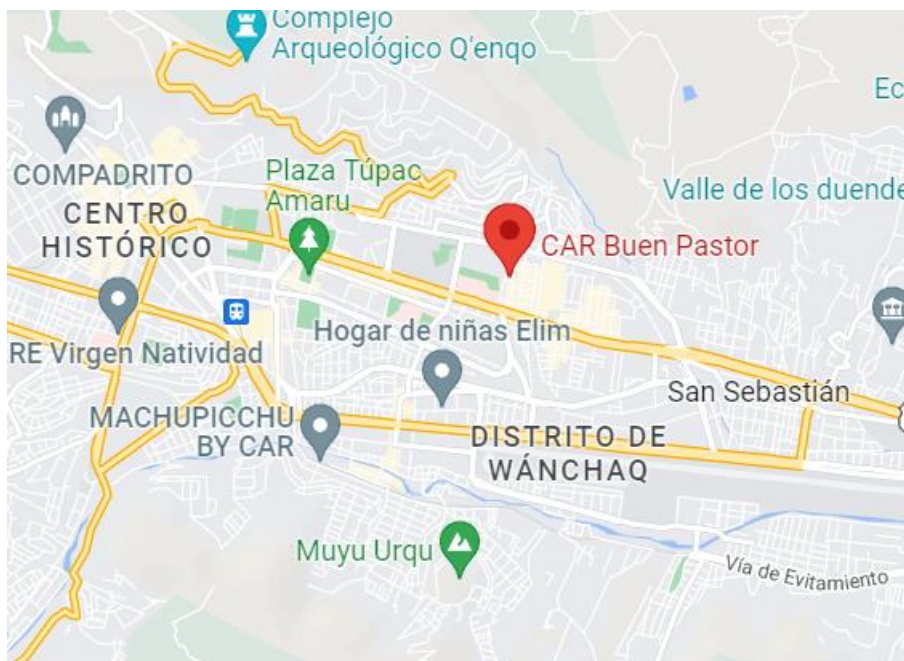 Complejo
Arqueológico Q'enqo
Ec
COMPADRITO
Plaza Túpac
Amaru
Valle de los duende
CENTRO
HISTÓRICO
CAR Buen Pastor
Hogar de niñas Elim
RE Virgen Natividad
San Sebastián
MACHUPICCHU
BY CAR
DISTRITO DE
WÁNCHAQ
Muyu Urqu
Vía de Evitamiento